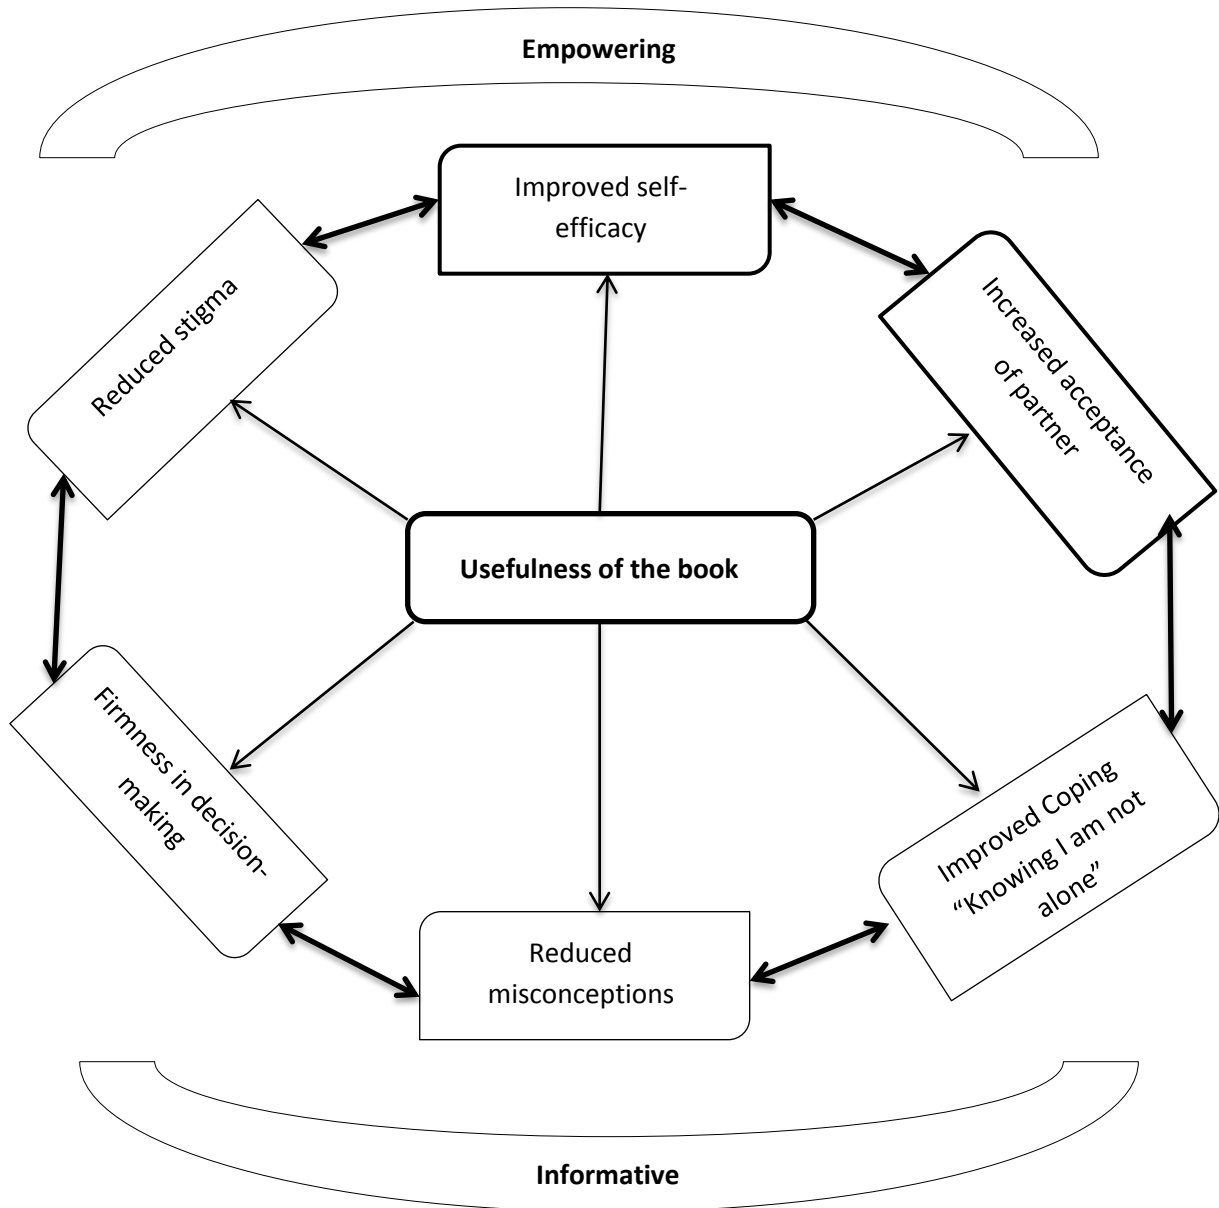 Empowering
Improved self-
efficacy
Reduced stigma
Increased acceptance
of partner
Usefulness of the book
Firmness in decision-
making
Improved Coping
“Knowing I am not
alone”
Reduced
misconceptions
Informative